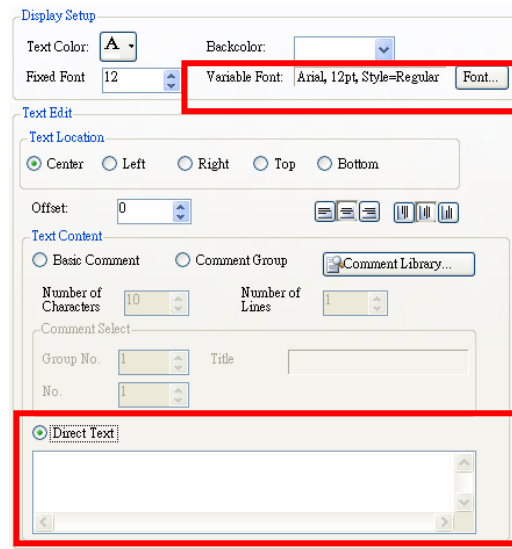 Display Setup
Text Color: A Backcolor:
Fixed Font 12 Variable Font: Arial, 12pt, Style=Regular Font...
Text Edit
Text Location
Center Left Right Top Bottom
Offset: 0
Text Content
Basic Comment Comment Group Comment Library...
Number of Characters 10 Number of Lines 1
Comment Select
Group No. 1 Title
No. 1
Direct Text